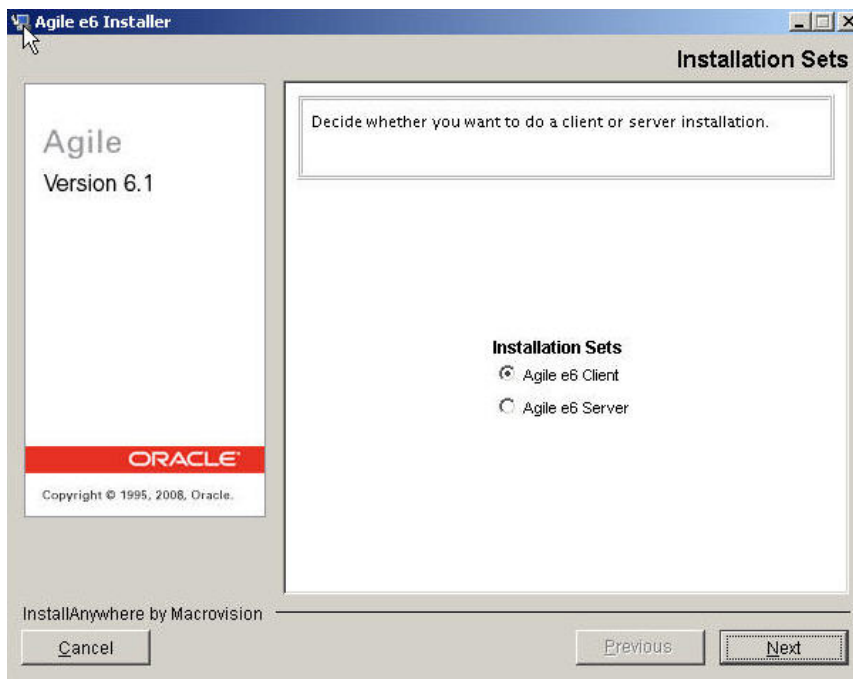 Agile e6 Installer
Installation Sets
Agile
Version 6.1
ORACLE
Copyright © 1995, 2008, Oracle.
Decide whether you want to do a client or server installation.
Installation Sets
Agile e6 Client
Agile e6 Server
InstallAnywhere by Macrovision
Cancel
Previous
Next